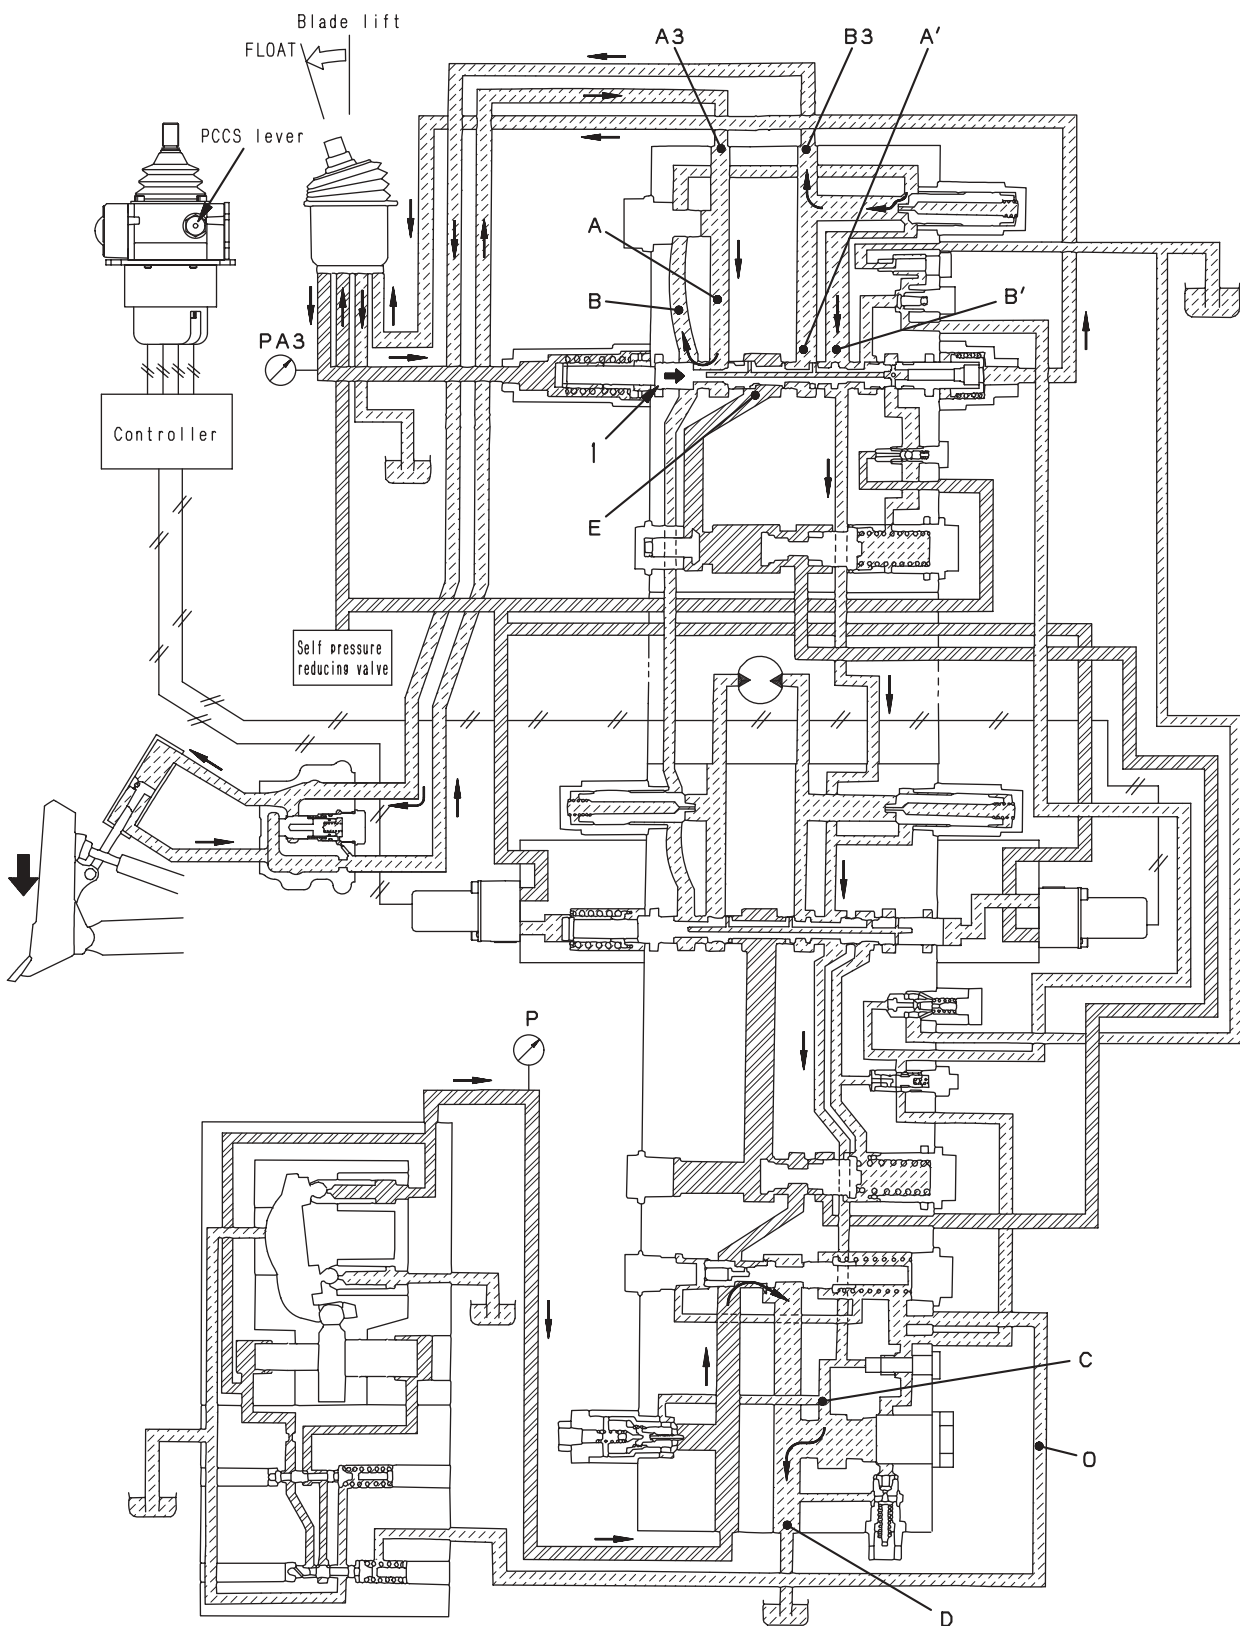 Blade lift
FLOAT
A3
B3
A'
PCCS lever
A
B
B'
PA3
1
Controller
E
Self pressure
reducing valve
P
C
O
D